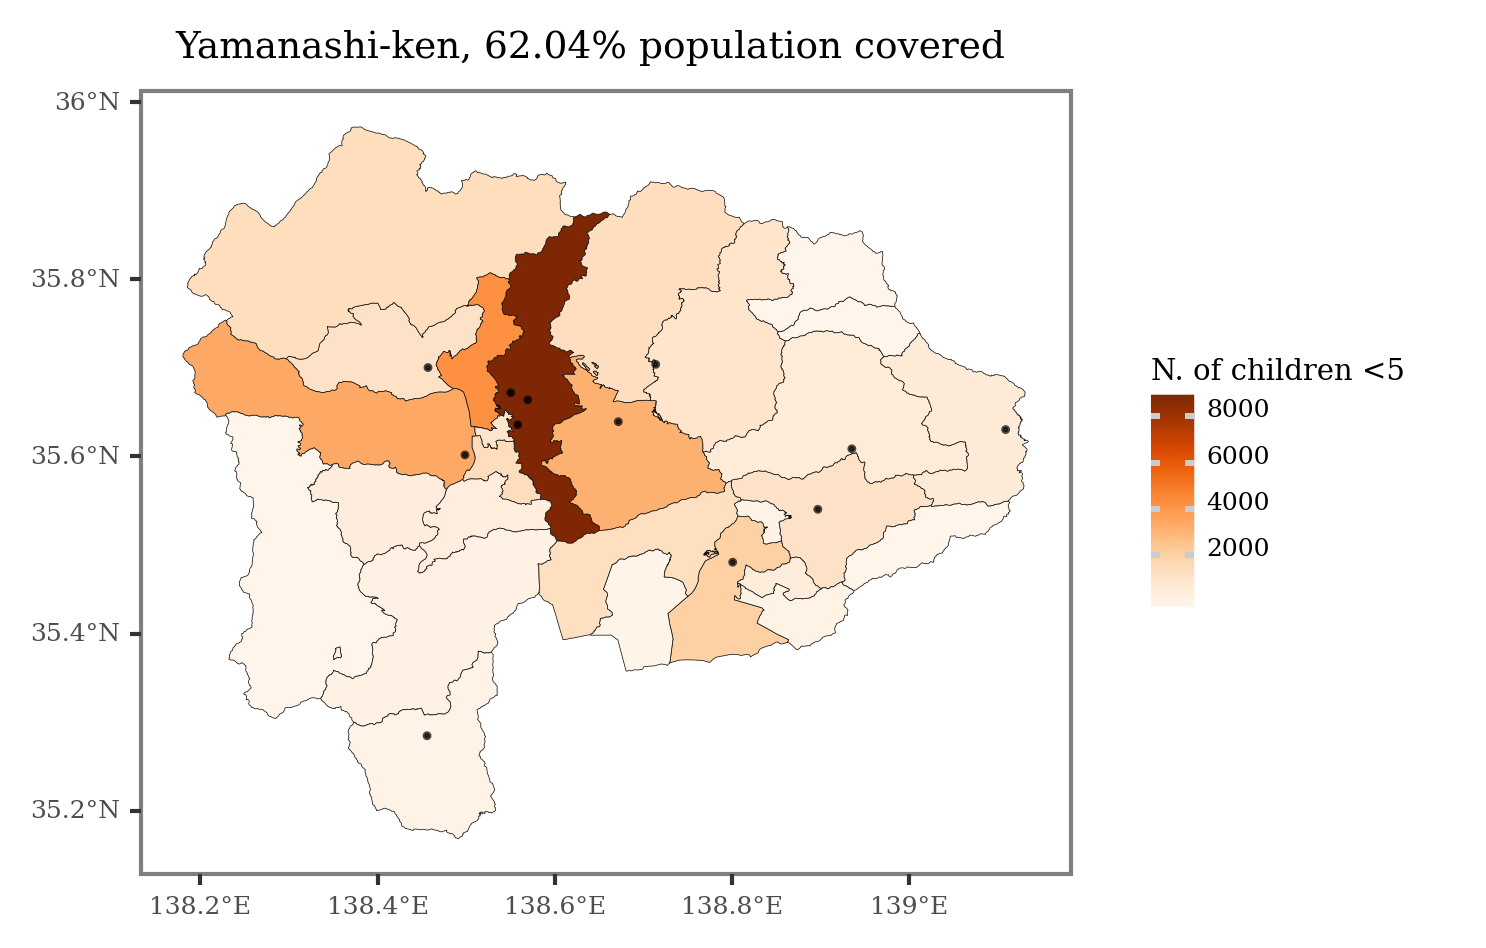 Yamanashi-ken, 62.04% population covered
36°N
35.8°N
35.6°N
35.4°N
35.2°N
138.2°E
138.4°E
138.6°E
138.8°E
139°E
N. of children <5
8000
6000
4000
2000